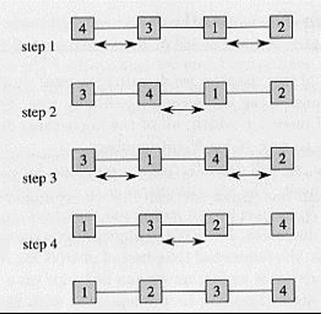 4 3 1 2
step 1
3 4 1 2
step 2
3 1 4 2
step 3
1 3 2 4
step 4
1 2 3 4